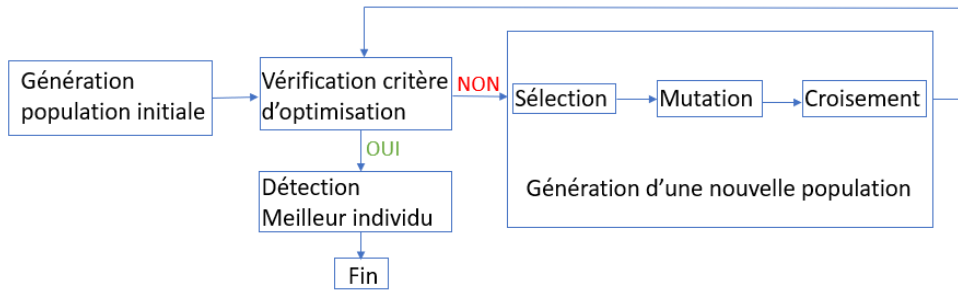 Génération
population initiale
Vérification critère
d'optimisation
NON
Sélection
Mutation
Croisement
Génération d'une nouvelle population
OUI
Détection
Meilleur individu
Fin